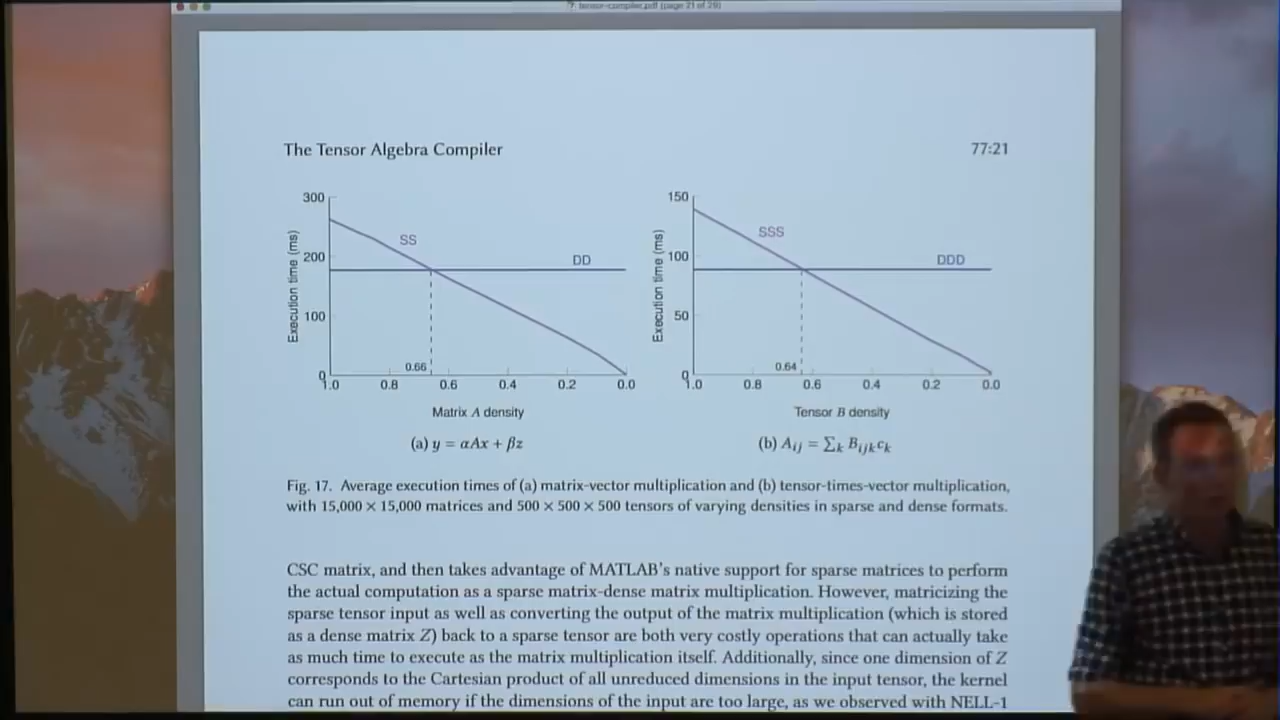 tensor-compiler.pdf (page 21 of 29)
The Tensor Algebra Compiler 77:21
300
200
100
0
Execution time (ms)
SS
DD
0.66
1.0 0.8 0.6 0.4 0.2 0.0
Matrix A density
(a) y = αAx + βz
150
100
50
0
Execution time (ms)
SSS
DDD
0.64
1.0 0.8 0.6 0.4 0.2 0.0
Tensor B density
(b) Aij = ∑k Bijkck
Fig. 17. Average execution times of (a) matrix-vector multiplication and (b) tensor-times-vector multiplication,
with 15,000 × 15,000 matrices and 500 × 500 × 500 tensors of varying densities in sparse and dense formats.
CSC matrix, and then takes advantage of MATLAB's native support for sparse matrices to perform
the actual computation as a sparse matrix-dense matrix multiplication. However, matricizing the
sparse tensor input as well as converting the output of the matrix multiplication (which is stored
as a dense matrix Z) back to a sparse tensor are both very costly operations that can actually take
as much time to execute as the matrix multiplication itself. Additionally, since one dimension of Z
corresponds to the Cartesian product of all unreduced dimensions in the input tensor, the kernel
can run out of memory if the dimensions of the input are too large, as we observed with NELL-1